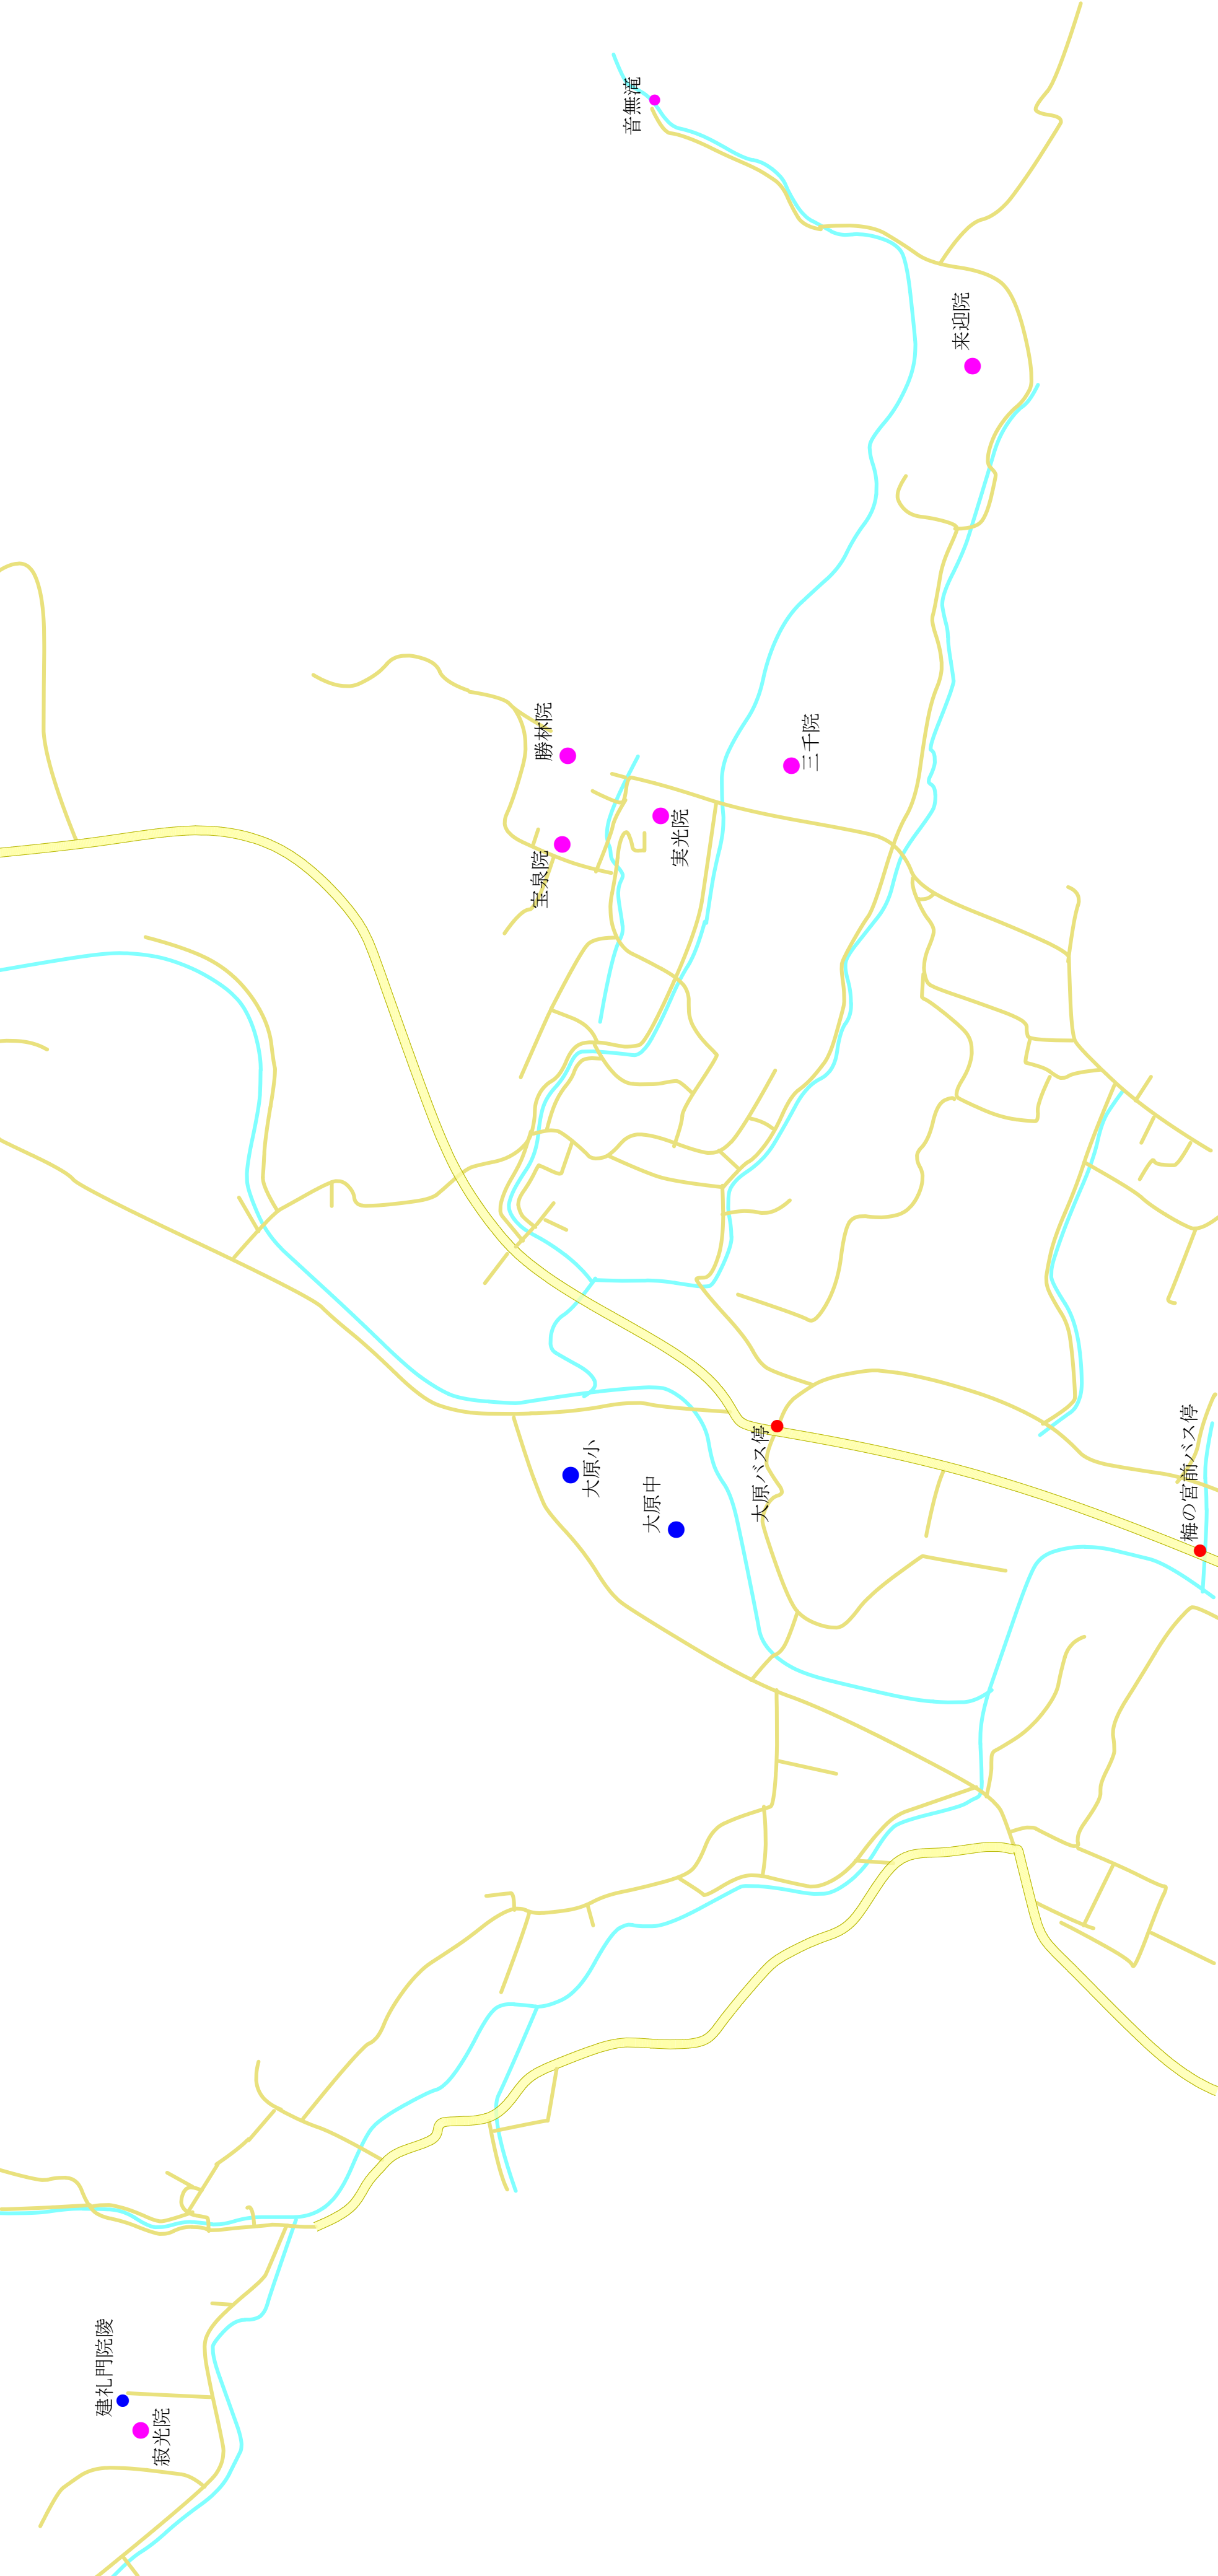 音無滝
来迎院
勝林院
三千院
実光院
宝泉院
大原バス停
梅の宮前バス停
大原小
大原中
建礼門院陵
寂光院